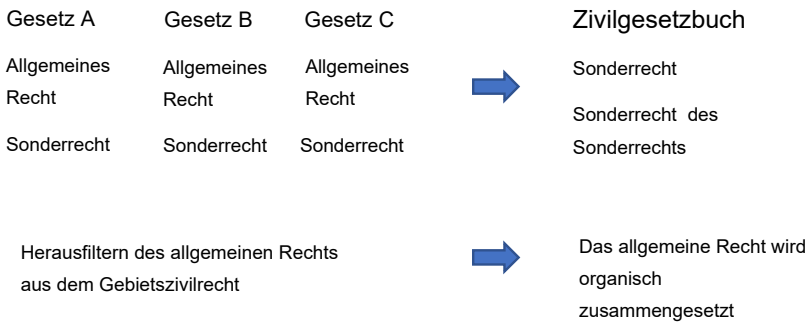 Gesetz A Gesetz B Gesetz C Zivilgesetzbuch
Allgemeines
Recht
Sonderrecht
Allgemeines
Recht
Sonderrecht
Allgemeines
Recht
Sonderrecht
Sonderrecht
Sonderrecht des
Sonderrechts
Herausfiltern des allgemeinen Rechts
aus dem Gebietszivilrecht
Das allgemeine Recht wird
organisch
zusammengesetzt